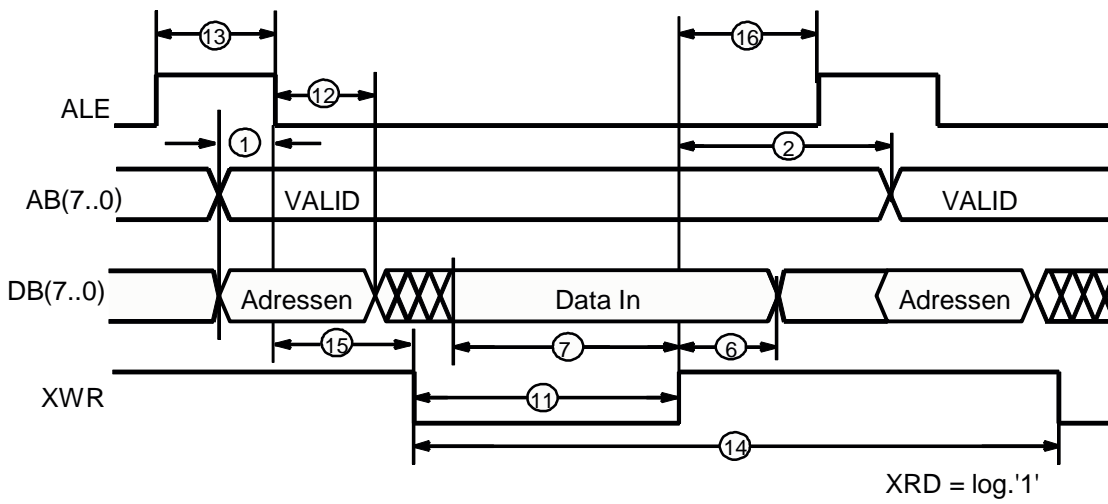 13
16
12
ALE
1
2
AB(7..0)
VALID
VALID
DB(7..0)
Adressen
Data In
Adressen
15
7
6
XWR
11
14
XRD = log.'1'